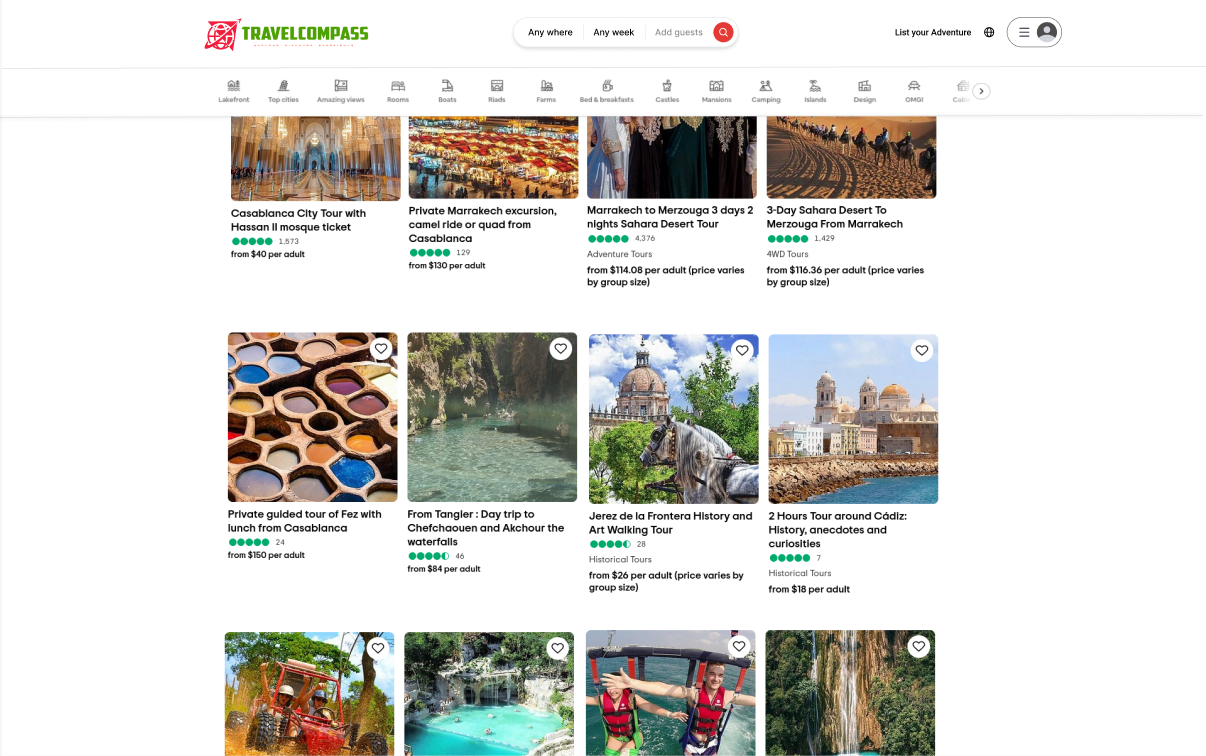 TRAVELCOMPASS
Any where
Any week
Add guests
List your Adventure
Lakefront
Top cities
Amazing views
Rooms
Boats
Riads
Farms
Bed & breakfasts
Castles
Mansions
Camping
Islands
Design
OMG!
Casablanca City Tour with
Hassan II mosque ticket
1,573
from $40 per adult
Private Marrakech excursion,
camel ride or quad from
Casablanca
129
from $130 per adult
Marrakech to Merzouga 3 days 2
nights Sahara Desert Tour
4,376
Adventure Tours
from $114.08 per adult (price varies
by group size)
3-Day Sahara Desert To
Merzouga From Marrakech
1,429
4WD Tours
from $116.36 per adult (price varies
by group size)
Private guided tour of Fez with
lunch from Casablanca
24
from $150 per adult
From Tangier : Day trip to
Chefchaouen and Akchour the
waterfalls
46
from $84 per adult
Jerez de la Frontera History and
Art Walking Tour
28
Historical Tours
from $26 per adult (price varies by
group size)
2 Hours Tour around Cádiz:
History, anecdotes and
curiosities
7
Historical Tours
from $18 per adult